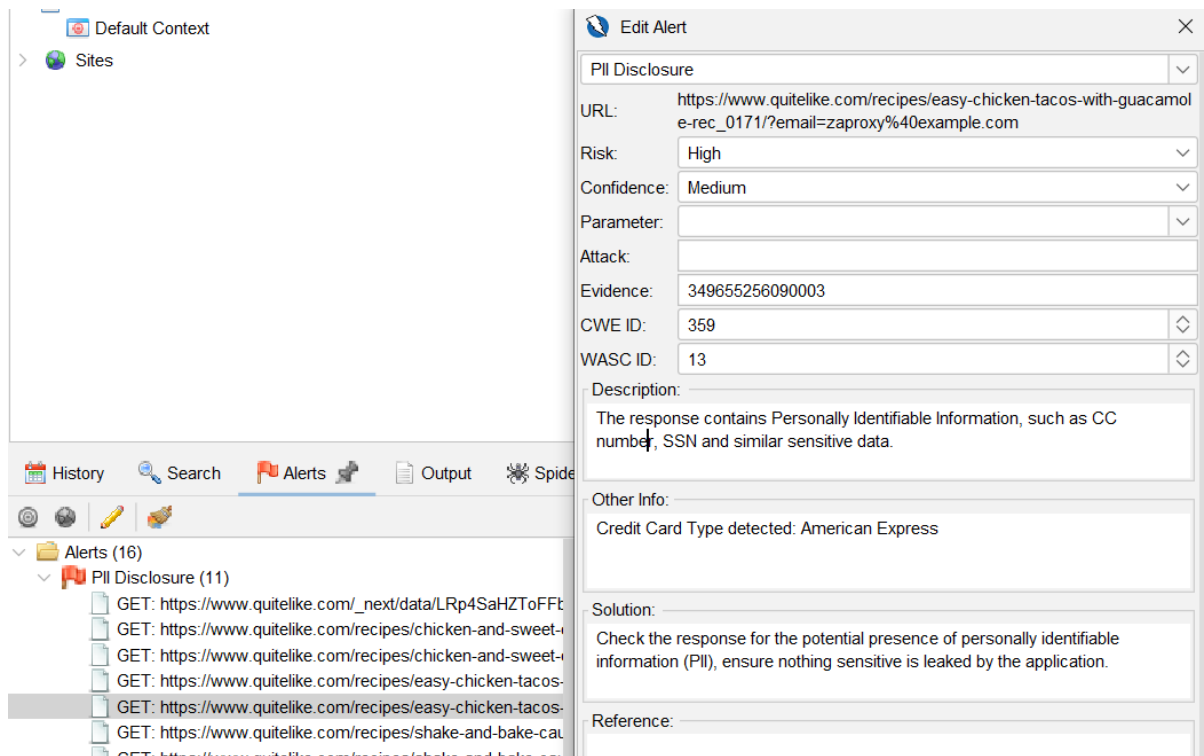 Default Context
Sites
History
Search
Alerts
Output
Spide
Alerts (16)
PII Disclosure (11)
GET: https://www.quitelike.com/_next/data/LRp4SaHZToFFb
GET: https://www.quitelike.com/recipes/chicken-and-sweet-
GET: https://www.quitelike.com/recipes/chicken-and-sweet-
GET: https://www.quitelike.com/recipes/easy-chicken-tacos-
GET: https://www.quitelike.com/recipes/easy-chicken-tacos-
GET: https://www.quitelike.com/recipes/shake-and-bake-cau
Edit Alert
PII Disclosure
URL:
https://www.quitelike.com/recipes/easy-chicken-tacos-with-guacamol
e-rec_0171/?email=zaproxy%40example.com
Risk: High
Confidence: Medium
Parameter:
Attack:
Evidence: 349655256090003
CWE ID: 359
WASC ID: 13
Description:
The response contains Personally Identifiable Information, such as CC
number, SSN and similar sensitive data.
Other Info:
Credit Card Type detected: American Express
Solution:
Check the response for the potential presence of personally identifiable
information (PII), ensure nothing sensitive is leaked by the application.
Reference: